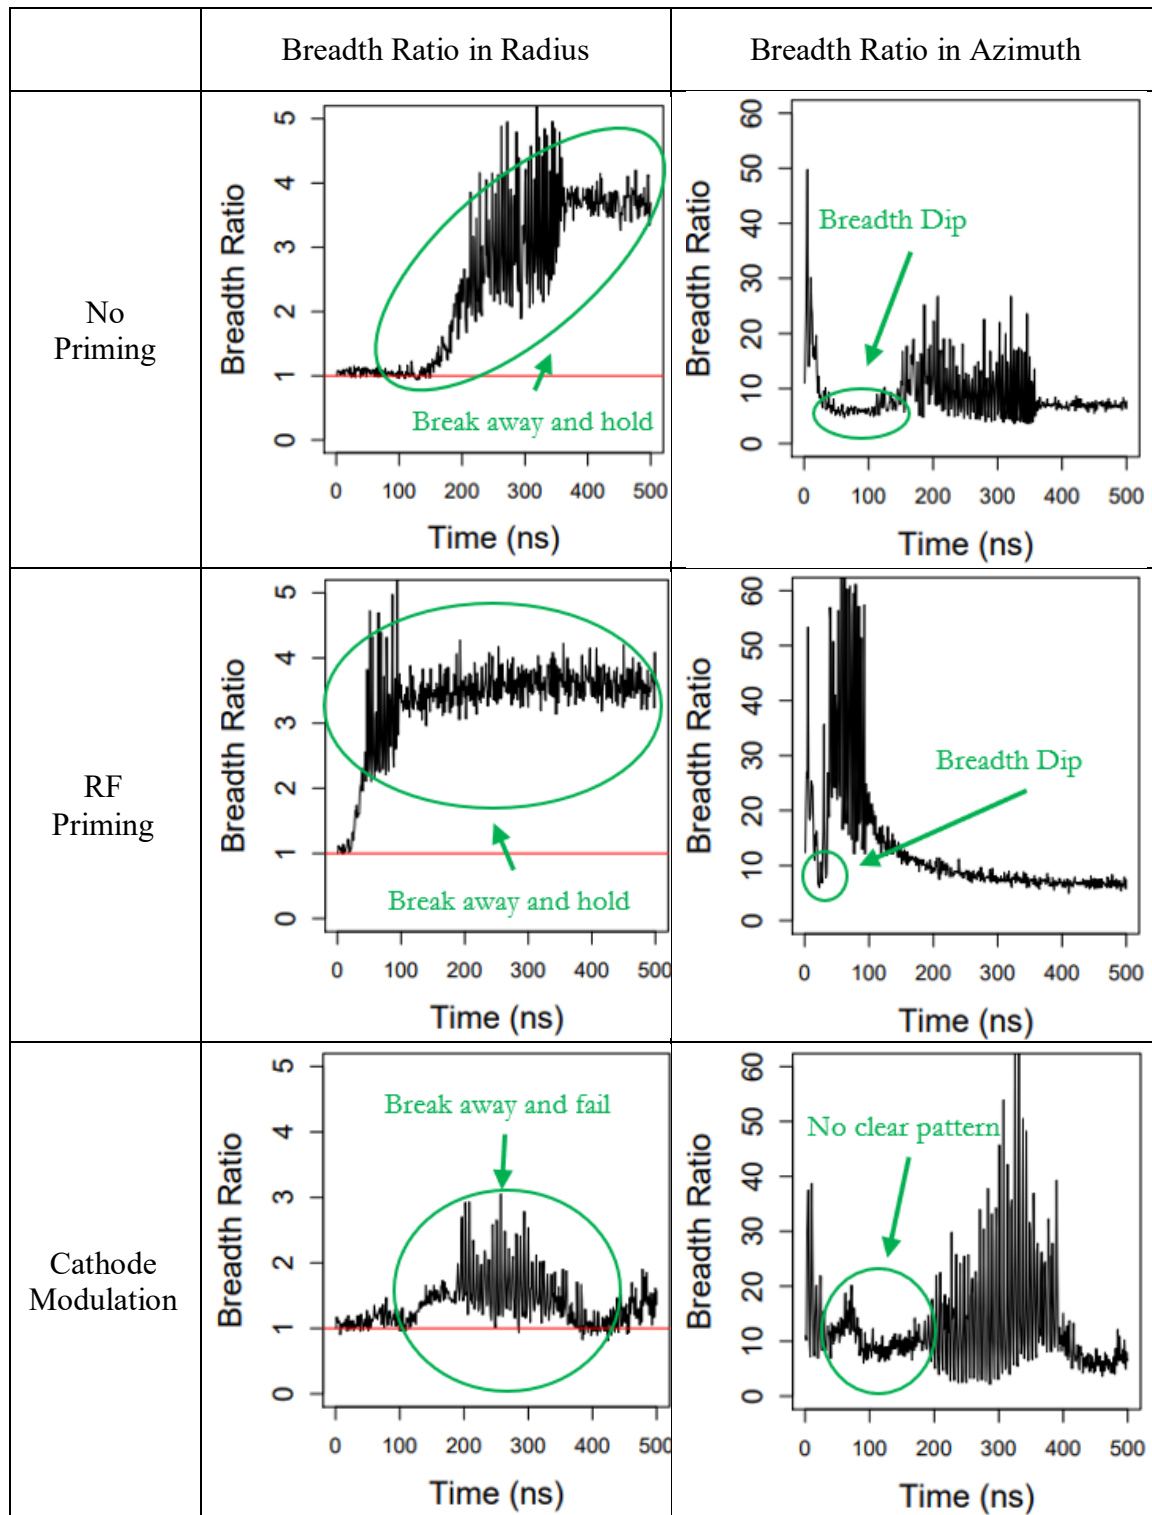 Breadth Ratio in Radius
Breadth Ratio in Azimuth
No
Priming
Breadth Ratio
5
4
3
2
1
0
Break away and hold
0 100 200 300 400 500
Time (ns)
Breadth Ratio
60
50
40
30
20
10
0
Breadth Dip
0 100 200 300 400 500
Time (ns)
RF
Priming
Breadth Ratio
5
4
3
2
1
0
Break away and hold
0 100 200 300 400 500
Time (ns)
Breadth Ratio
60
50
40
30
20
10
0
Breadth Dip
0 100 200 300 400 500
Time (ns)
Cathode
Modulation
Breadth Ratio
5
4
3
2
1
0
Break away and fail
0 100 200 300 400 500
Time (ns)
Breadth Ratio
60
50
40
30
20
10
0
No clear pattern
0 100 200 300 400 500
Time (ns)